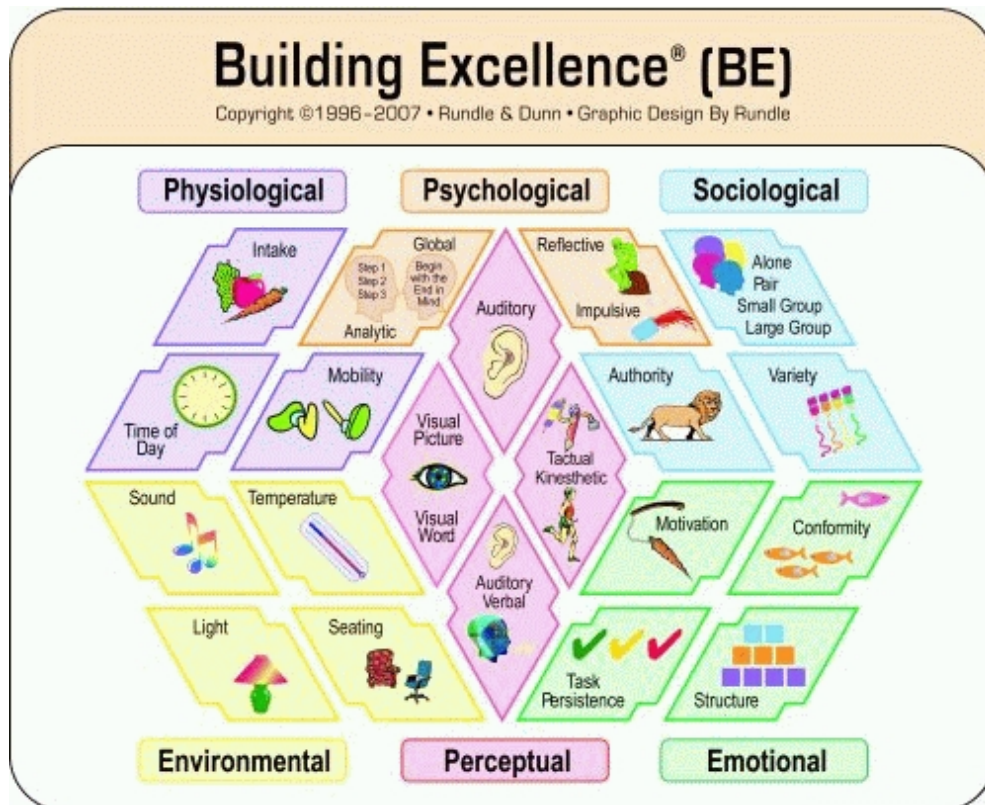 Building Excellence® (BE)
Copyright ©1996-2007 • Rundle & Dunn • Graphic Design By Rundle
Physiological
Psychological
Sociological
Intake
Global
Step 1
Step 2
Step 3
Begin
with the
End in
Mind
Analytic
Auditory
Reflective
Impulsive
Alone
Pair
Small Group
Large Group
Time of
Day
Mobility
Visual
Picture
Visual
Word
Tactual
Kinesthetic
Authority
Variety
Sound
Temperature
Auditory
Verbal
Motivation
Conformity
Light
Seating
Task
Persistence
Structure
Environmental
Perceptual
Emotional